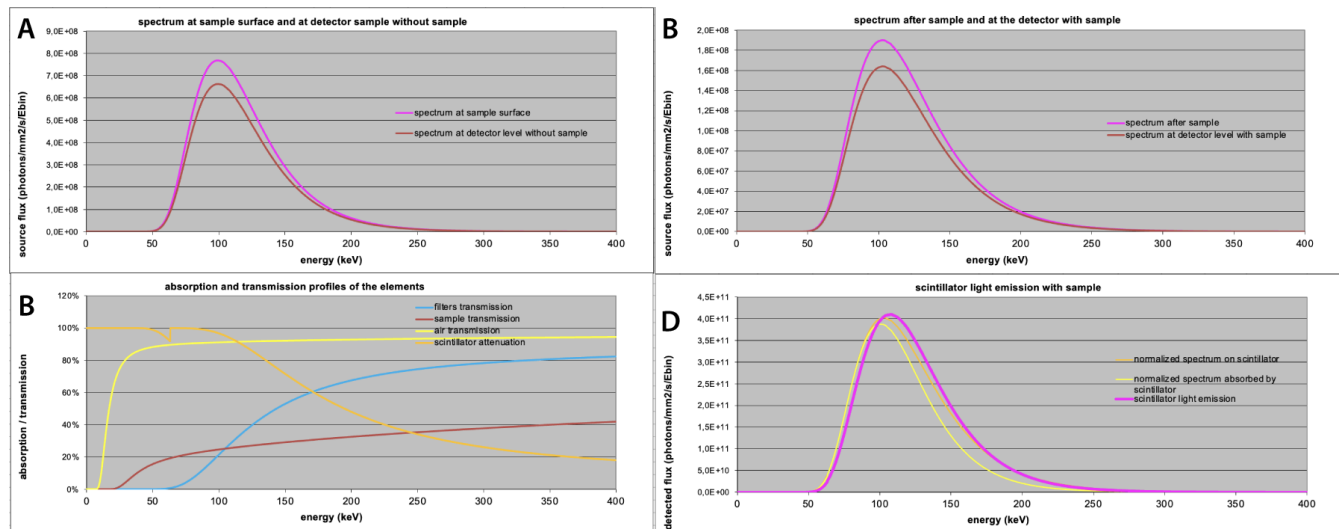 A
spectrum at sample surface and at detector sample without sample
source flux (photons/mm2/s/Ebin)
9,0E+08
8,0E+08
7,0E+08
6,0E+08
5,0E+08
4,0E+08
3,0E+08
2,0E+08
1,0E+08
0,0E+00
spectrum at sample surface
spectrum at detector level without sample
0 50 100 150 200 250 300 350 400
energy (keV)
B
spectrum after sample and at the detector with sample
source flux (photons/mm2/s/Ebin)
2,0E+08
1,8E+08
1,6E+08
1,4E+08
1,2E+08
1,0E+08
8,0E+07
6,0E+07
4,0E+07
2,0E+07
0,0E+00
spectrum after sample
spectrum at detector level with sample
0 50 100 150 200 250 300 350 400
energy (keV)
B
absorption and transmission profiles of the elements
absorption / transmission
120%
100%
80%
60%
40%
20%
0%
filters transmission
sample transmission
air transmission
scintillator attenuation
0 50 100 150 200 250 300 350 400
energy (keV)
D
scintillator light emission with sample
detected flux (photons/mm2/s/Ebin)
4,5E+11
4,0E+11
3,5E+11
3,0E+11
2,5E+11
2,0E+11
1,5E+11
1,0E+11
5,0E+10
0,0E+00
normalized spectrum on scintillator
normalized spectrum absorbed by
scintillator
scintillator light emission
0 50 100 150 200 250 300 350 400
energy (keV)